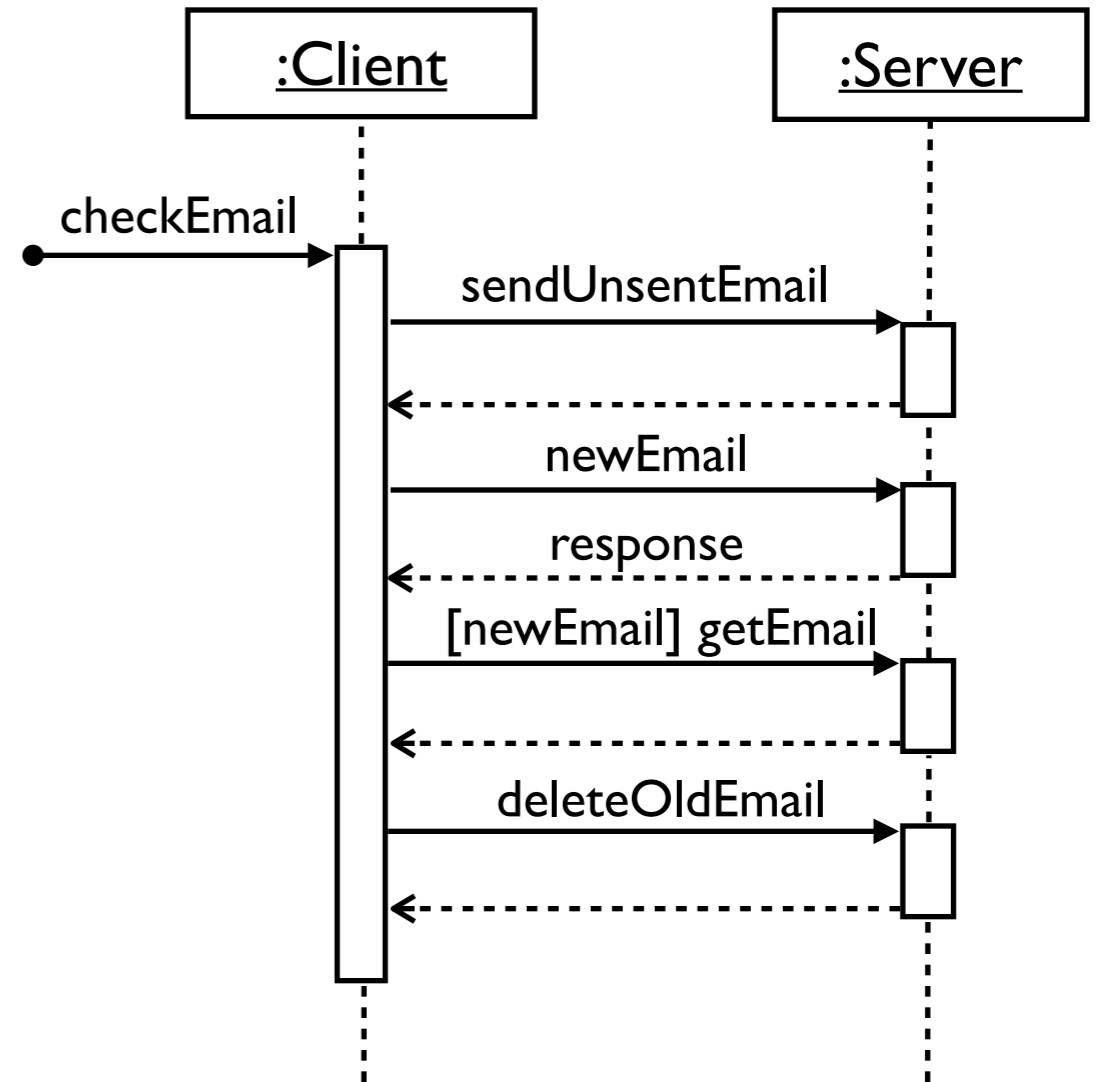 :Client
:Server
checkEmail
sendUnsentEmail
newEmail
response
[newEmail] getEmail
deleteOldEmail